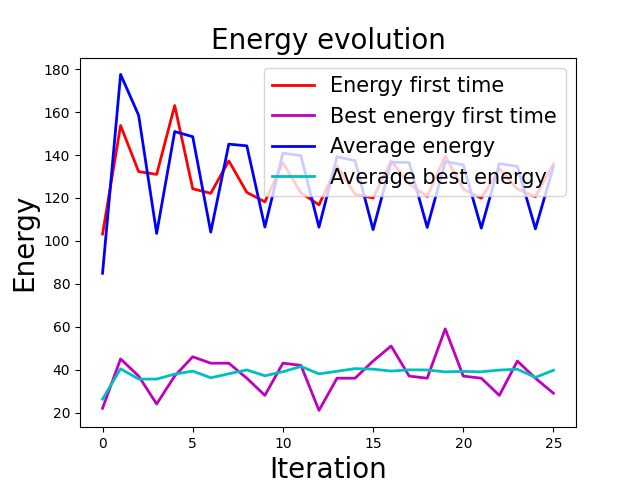 Energy evolution
Energy first time
Best energy first time
Average energy
Average best energy
Energy
180
160
140
120
100
80
60
40
20
0 5 10 15 20 25
Iteration